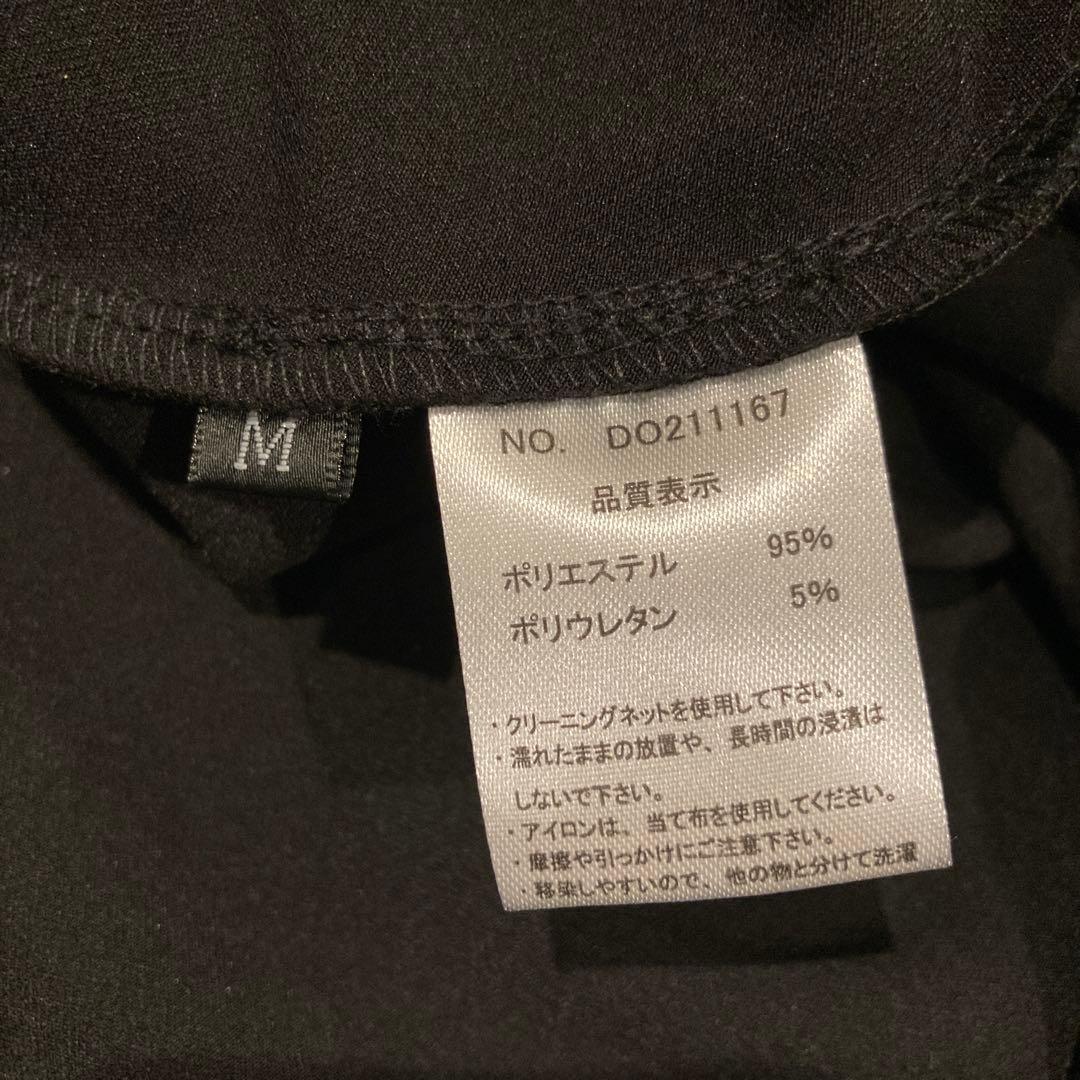 M
NO. DO211167
品質表示
ポリエステル 95%
ポリウレタン 5%
・クリーニングネットを使用して下さい。
・濡れたままの放置や、長時間の浸漬は
しないで下さい。
・アイロンは、当て布を使用してください。
・摩擦や引っかけにご注意下さい。
・移染しやすいので、他の物と分けて洗濯